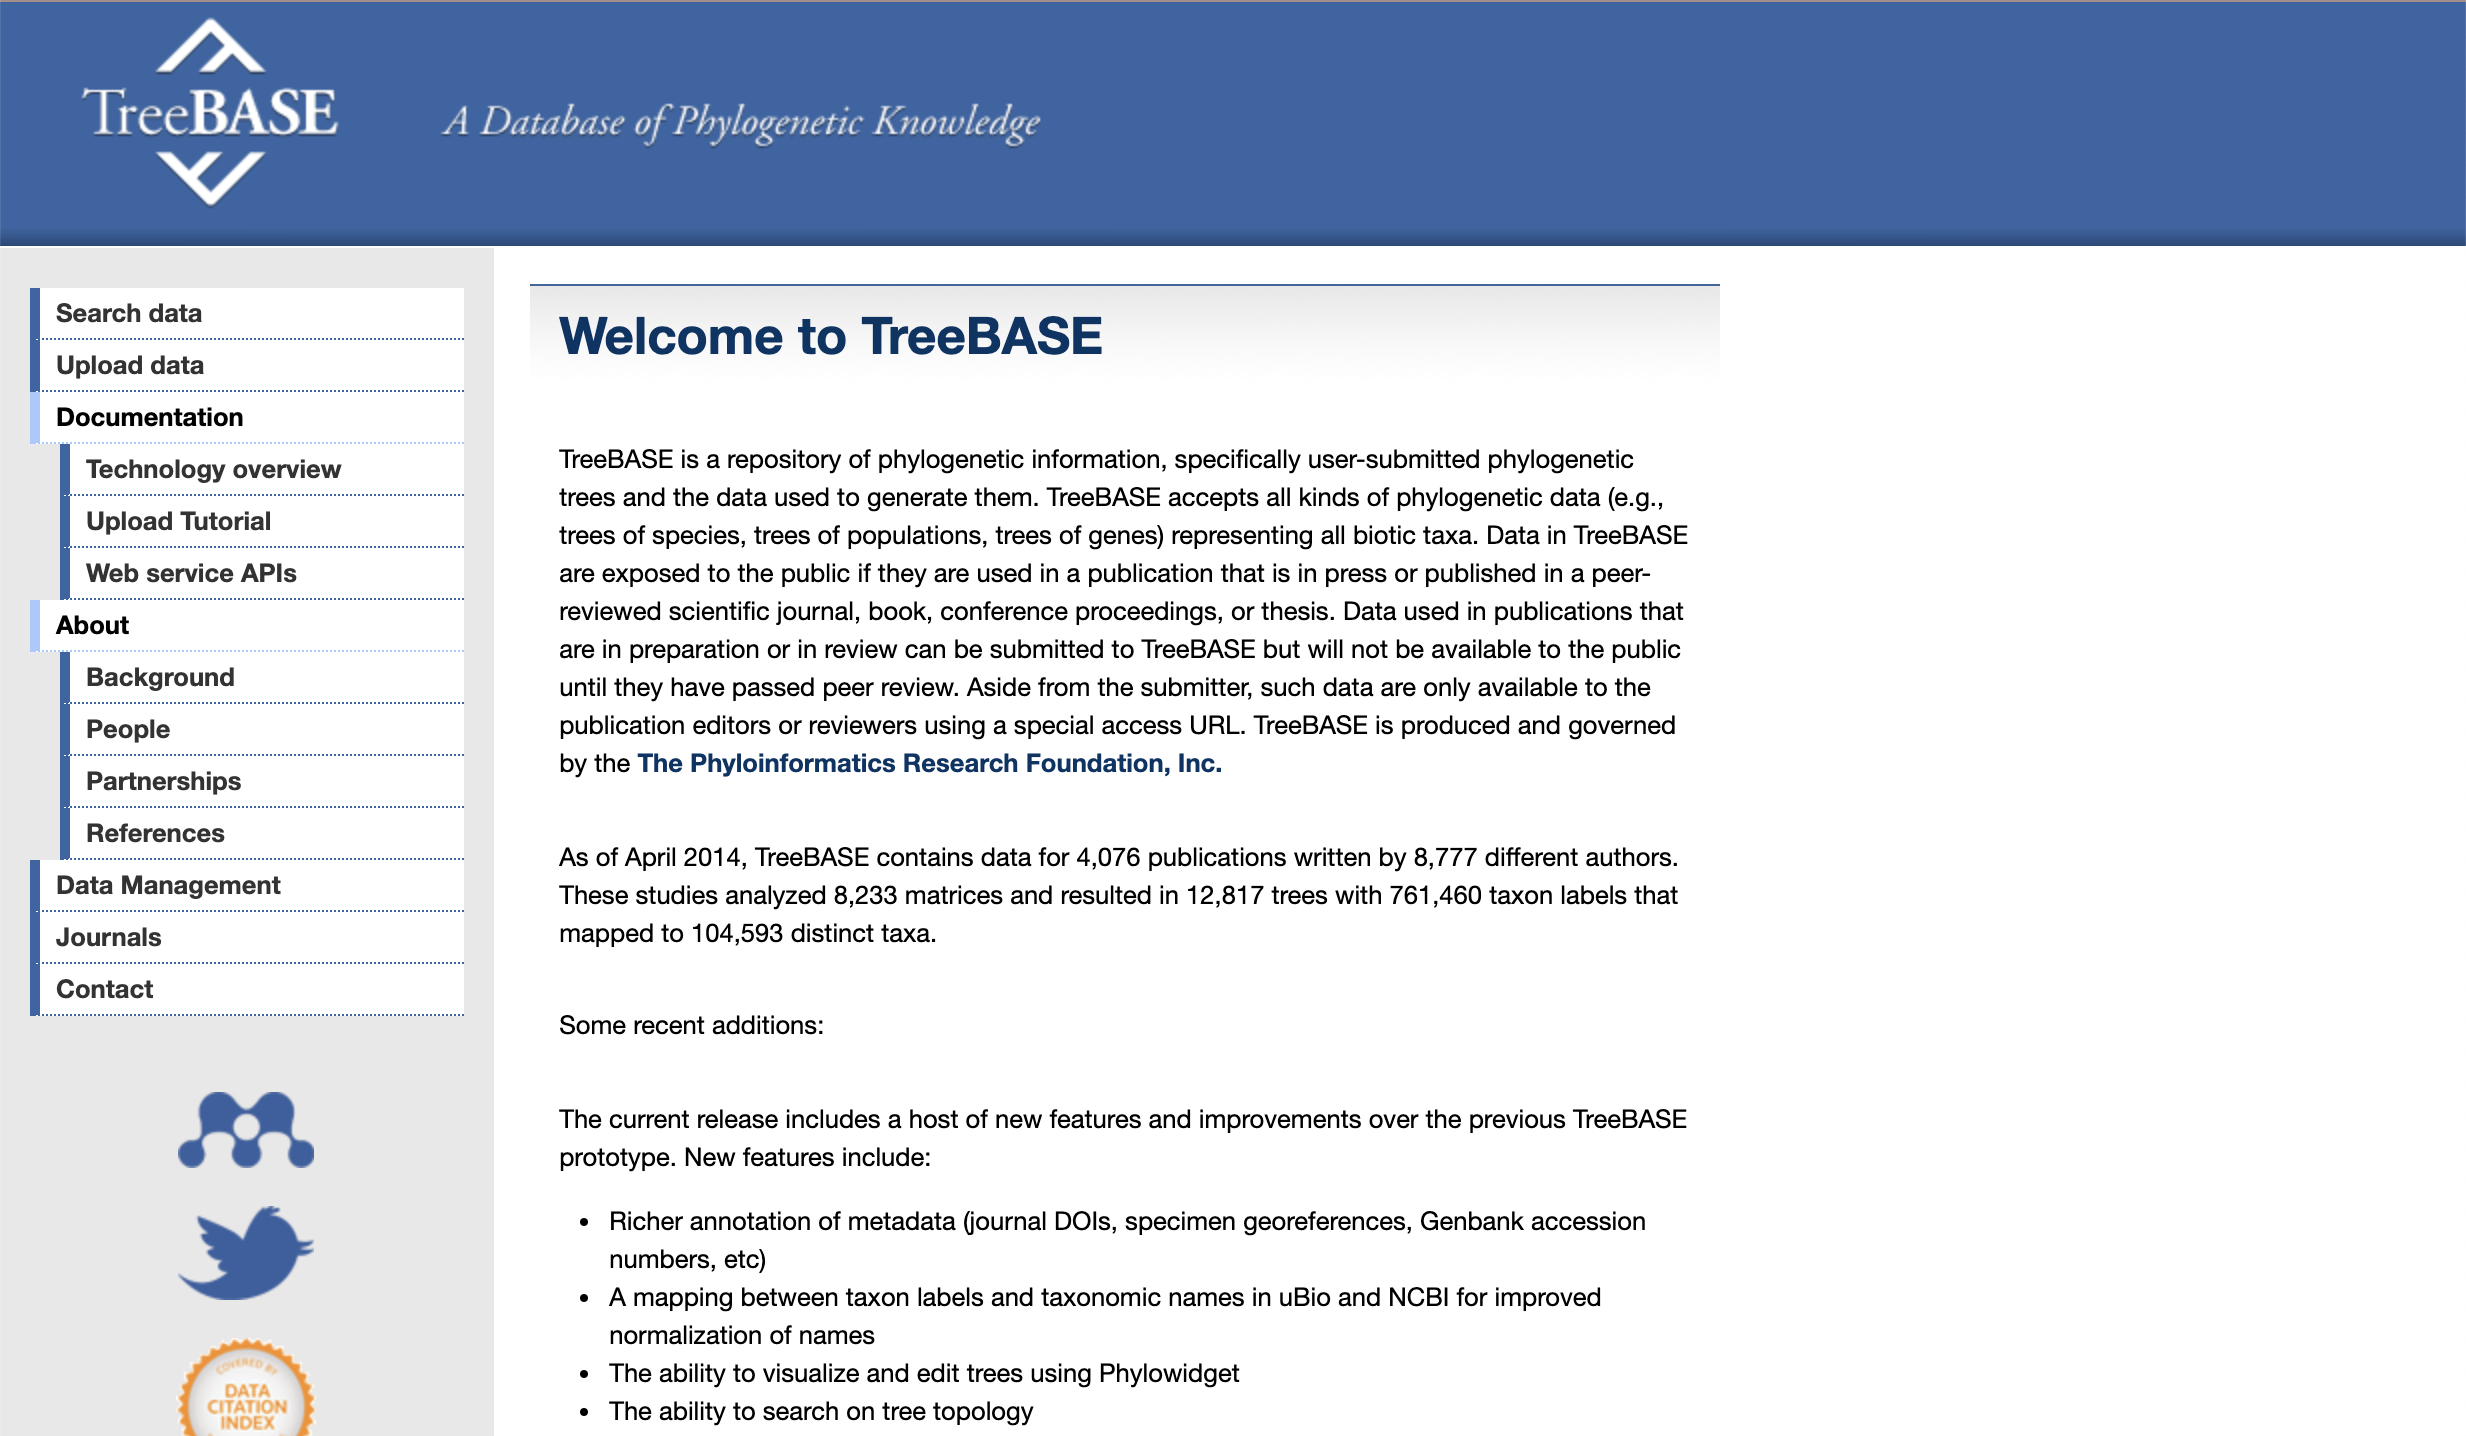 TreeBASE
A Database of Phylogenetic Knowledge
Search data
Upload data
Documentation
Technology overview
Upload Tutorial
Web service APIs
About
Background
People
Partnerships
References
Data Management
Journals
Contact
COVERED BY
DATA
CITATION
INDEX
Welcome to TreeBASE
TreeBASE is a repository of phylogenetic information, specifically user-submitted phylogenetic
trees and the data used to generate them. TreeBASE accepts all kinds of phylogenetic data (e.g.,
trees of species, trees of populations, trees of genes) representing all biotic taxa. Data in TreeBASE
are exposed to the public if they are used in a publication that is in press or published in a peer-
reviewed scientific journal, book, conference proceedings, or thesis. Data used in publications that
are in preparation or in review can be submitted to TreeBASE but will not be available to the public
until they have passed peer review. Aside from the submitter, such data are only available to the
publication editors or reviewers using a special access URL. TreeBASE is produced and governed
by the The Phyloinformatics Research Foundation, Inc.
As of April 2014, TreeBASE contains data for 4,076 publications written by 8,777 different authors.
These studies analyzed 8,233 matrices and resulted in 12,817 trees with 761,460 taxon labels that
mapped to 104,593 distinct taxa.
Some recent additions:
The current release includes a host of new features and improvements over the previous TreeBASE
prototype. New features include:
• Richer annotation of metadata (journal DOIs, specimen georeferences, Genbank accession
numbers, etc)
• A mapping between taxon labels and taxonomic names in uBio and NCBI for improved
normalization of names
• The ability to visualize and edit trees using Phylowidget
• The ability to search on tree topology